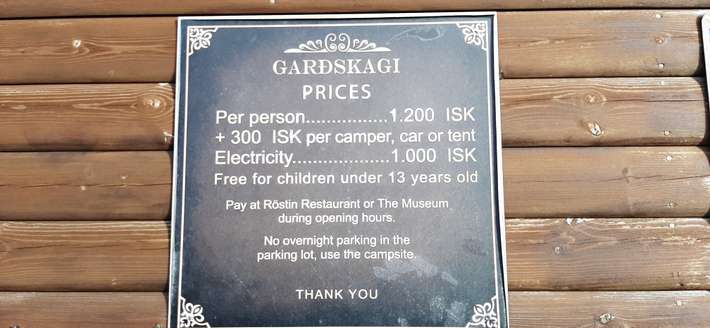 GARÐSKAGI
PRICES
Per person................1.200 ISK
+ 300 ISK per camper, car or tent
Electricity...................1.000 ISK
Free for children under 13 years old
Pay at Röstin Restaurant or The Museum
during opening hours.
No overnight parking in the
parking lot, use the campsite.
THANK YOU